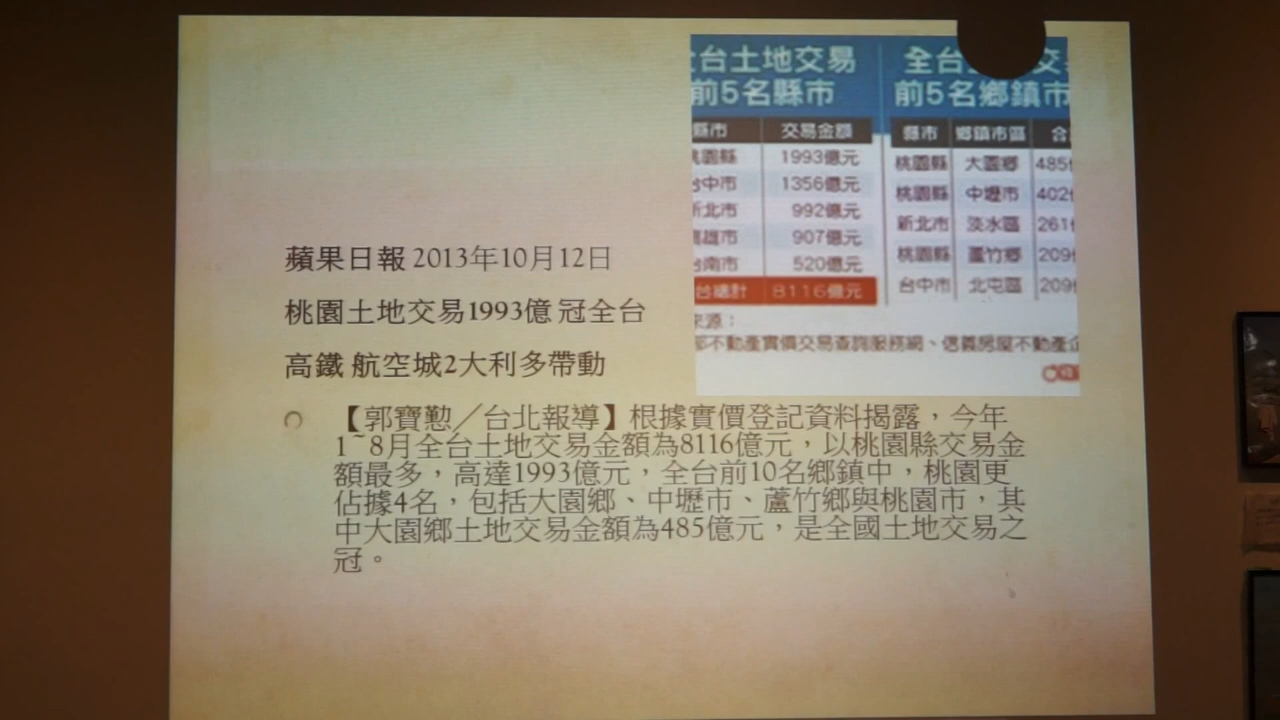 台土地交易
前5名縣市
縣市 交易金額
桃園縣 1993億元
台中市 1356億元
新北市 992億元
高雄市 907億元
台南市 520億元
台總計 8116億元
全台 交
前5名鄉鎮市
縣市 鄉鎮市區 合
桃園縣 大園鄉 485
桃園縣 中壢市 402
新北市 淡水區 261
桃園縣 蘆竹鄉 209
台中市 北屯區 209
來源：
部不動產實價交易查詢服務網、信義房屋不動產企
蘋果日報 2013年10月12日
桃園土地交易1993億 冠全台
高鐵 航空城2大利多帶動
【郭寶懃／台北報導】根據實價登記資料揭露，今年
1~8月全台土地交易金額為8116億元，以桃園縣交易金
額最多，高達1993億元，全台前10名鄉鎮中，桃園更
佔據4名，包括大園鄉、中壢市、蘆竹鄉與桃園市，其
中大園鄉土地交易金額為485億元，是全國土地交易之
冠。